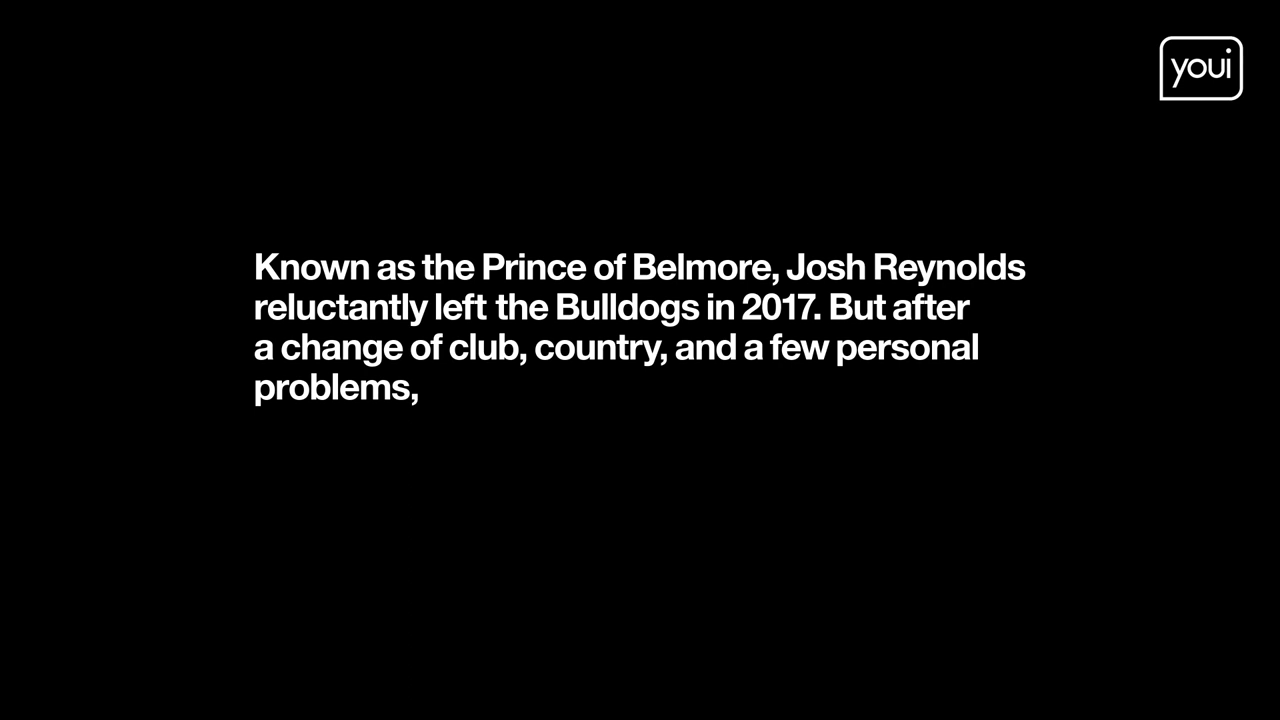 youi
Known as the Prince of Belmore, Josh Reynolds
reluctantly left the Bulldogs in 2017. But after
a change of club, country, and a few personal
problems,